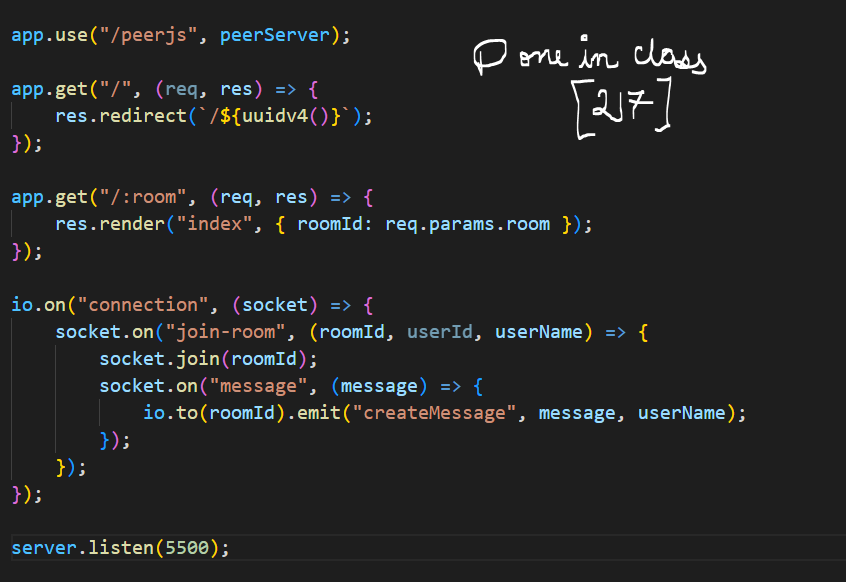 app.use("/peerjs", peerServer);
Done in class
[217]
app.get("/", (req, res) => {
    res.redirect(`/${uuidv4()}`);
});
app.get("/:room", (req, res) => {
    res.render("index", { roomId: req.params.room });
});
io.on("connection", (socket) => {
    socket.on("join-room", (roomId, userId, userName) => {
        socket.join(roomId);
        socket.on("message", (message) => {
            io.to(roomId).emit("createMessage", message, userName);
        });
    });
});
server.listen(5500);